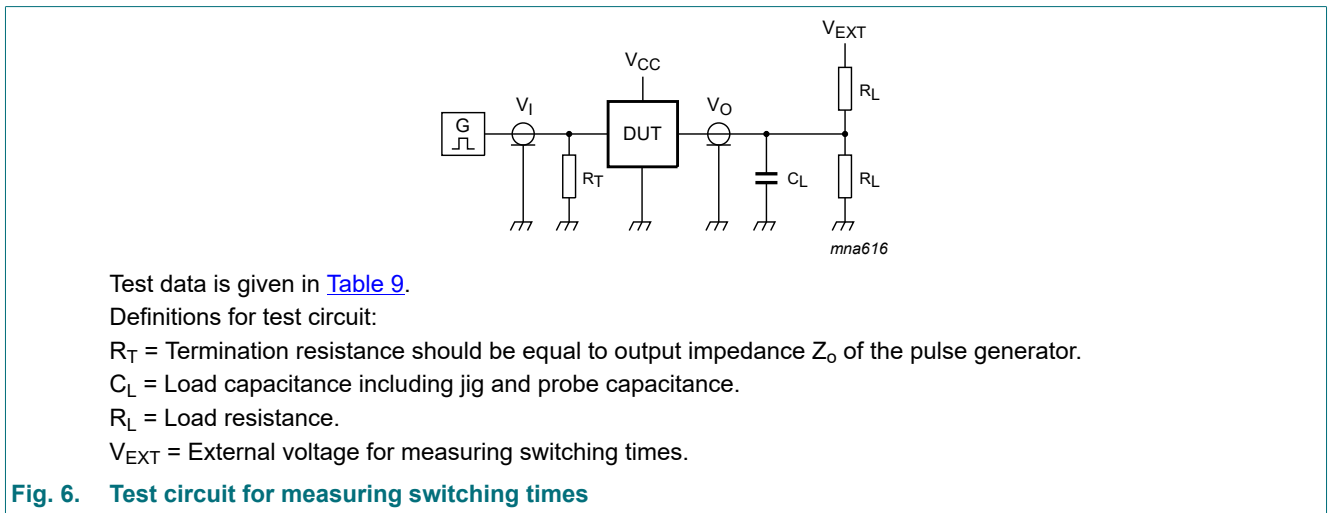 VEXT
VCC
RL
VI
VO
G
DUT
RT
CL
RL
mna616
Test data is given in Table 9.
Definitions for test circuit:
RT = Termination resistance should be equal to output impedance Zo of the pulse generator.
CL = Load capacitance including jig and probe capacitance.
RL = Load resistance.
VEXT = External voltage for measuring switching times.
Fig. 6. Test circuit for measuring switching times